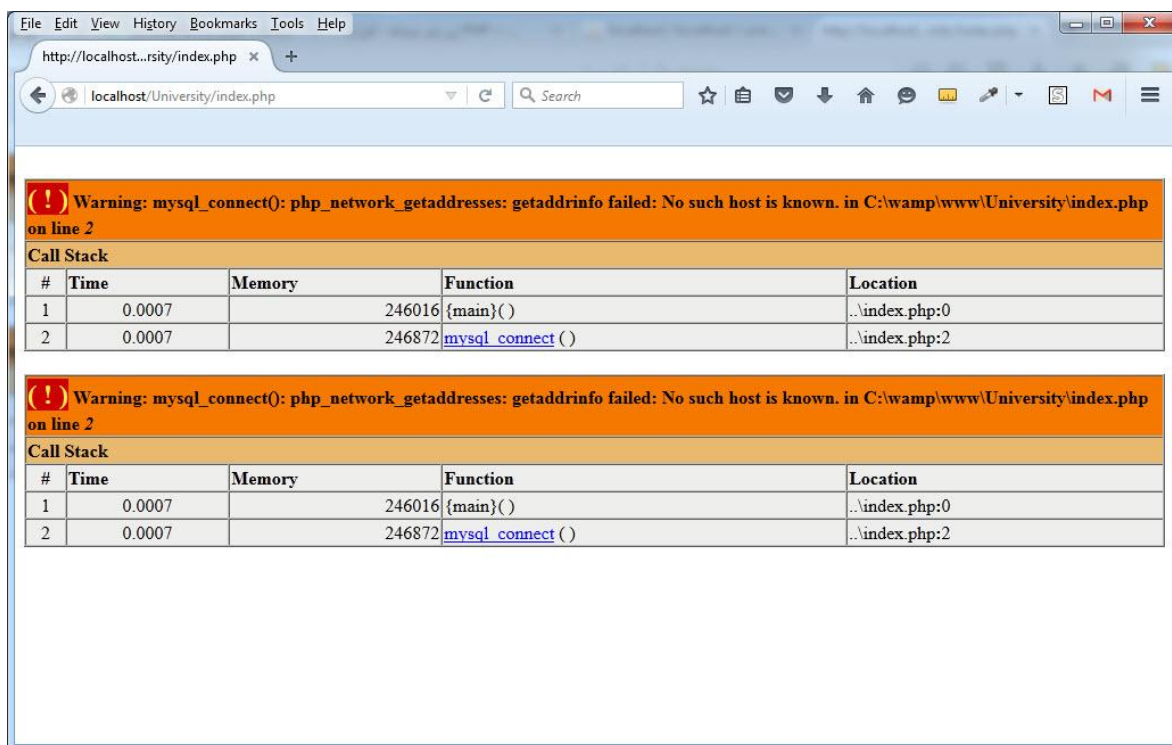 File Edit View History Bookmarks Tools Help
http://localhost...rsity/index.php × +
localhost/University/index.php Search
( ! ) Warning: mysql_connect(): php_network_getaddresses: getaddrinfo failed: No such host is known. in C:\wamp\www\University\index.php
on line 2
Call Stack
# Time Memory Function Location
1 0.0007 246016 {main}( ) ..\index.php:0
2 0.0007 246872 mysql_connect ( ) ..\index.php:2
( ! ) Warning: mysql_connect(): php_network_getaddresses: getaddrinfo failed: No such host is known. in C:\wamp\www\University\index.php
on line 2
Call Stack
# Time Memory Function Location
1 0.0007 246016 {main}( ) ..\index.php:0
2 0.0007 246872 mysql_connect ( ) ..\index.php:2